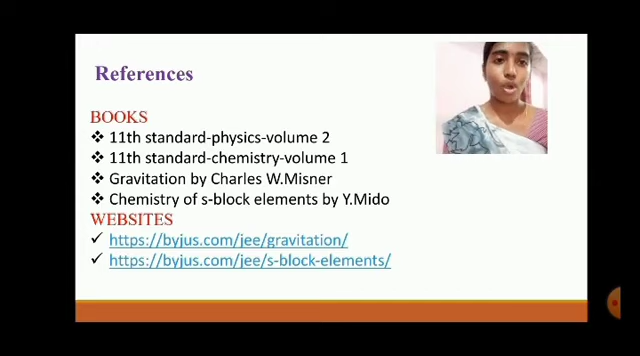 References
BOOKS
❖ 11th standard-physics-volume 2
❖ 11th standard-chemistry-volume 1
❖ Gravitation by Charles W.Misner
❖ Chemistry of s-block elements by Y.Mido
WEBSITES
✓ https://byjus.com/jee/gravitation/
✓ https://byjus.com/jee/s-block-elements/